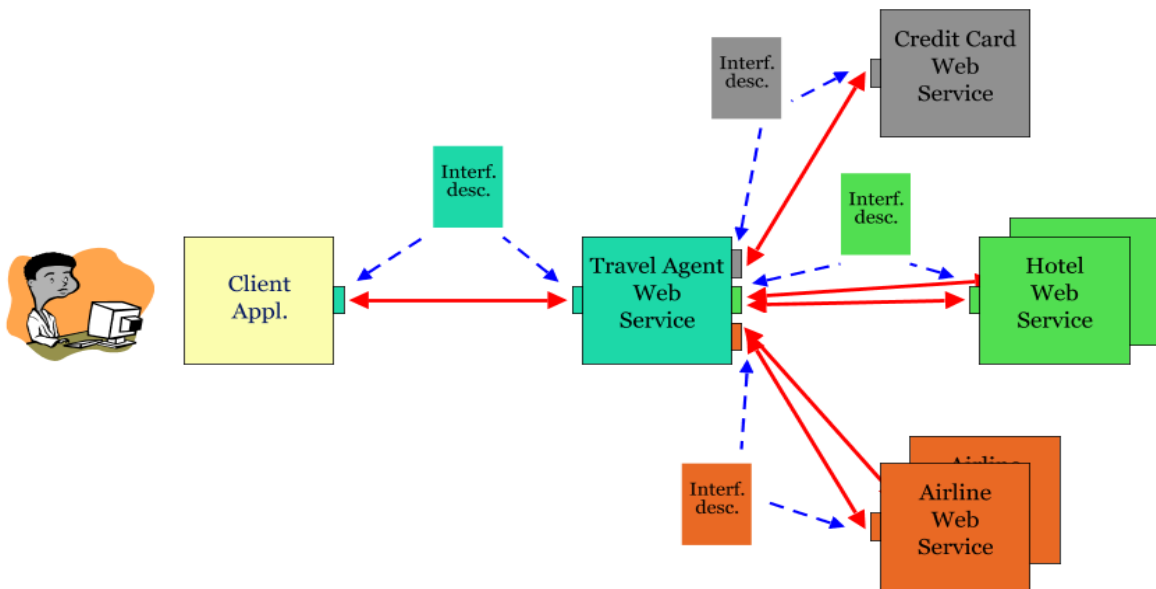 Credit Card
Web
Service
Interf.
desc.
Interf.
desc.
Interf.
desc.
Client
Appl.
Travel Agent
Web
Service
Hotel
Web
Service
Interf.
desc.
Airline
Airline
Web
Service